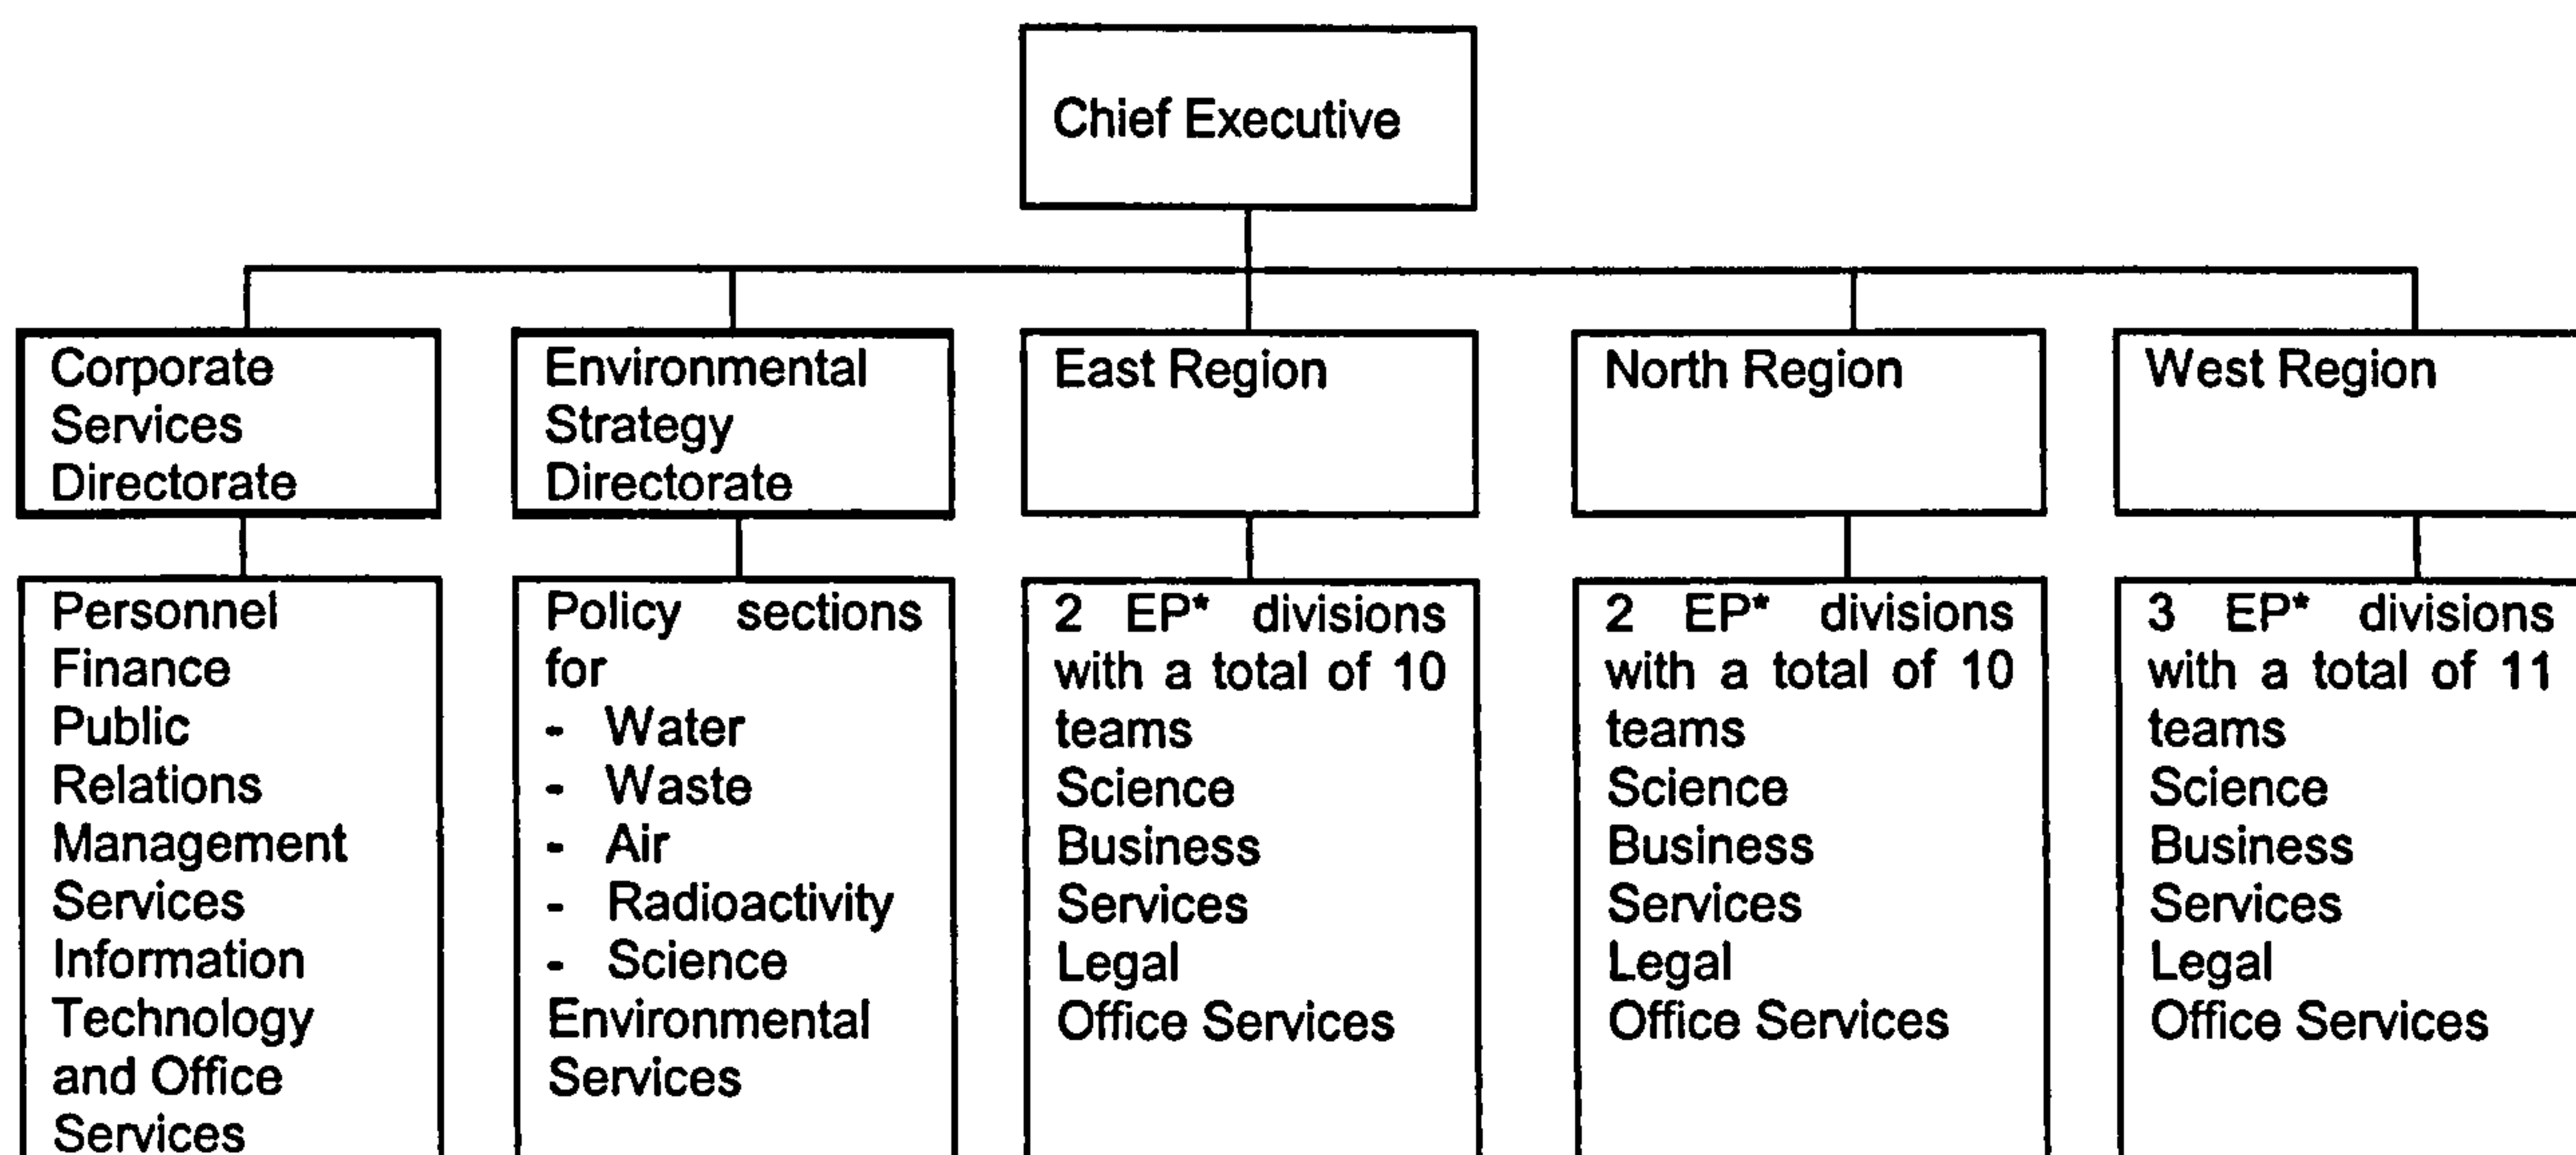 Chief Executive
Corporate
Services
Directorate
Environmental
Strategy
Directorate
East Region
North Region
West Region
Personnel
Finance
Public
Relations
Management
Services
Information
Technology
and Office
Services
Policy sections
for
- Water
- Waste
- Air
- Radioactivity
- Science
Environmental
Services
2 EP* divisions
with a total of 10
teams
Science
Business
Services
Legal
Office Services
2 EP* divisions
with a total of 10
teams
Science
Business
Services
Legal
Office Services
3 EP* divisions
with a total of 11
teams
Science
Business
Services
Legal
Office Services